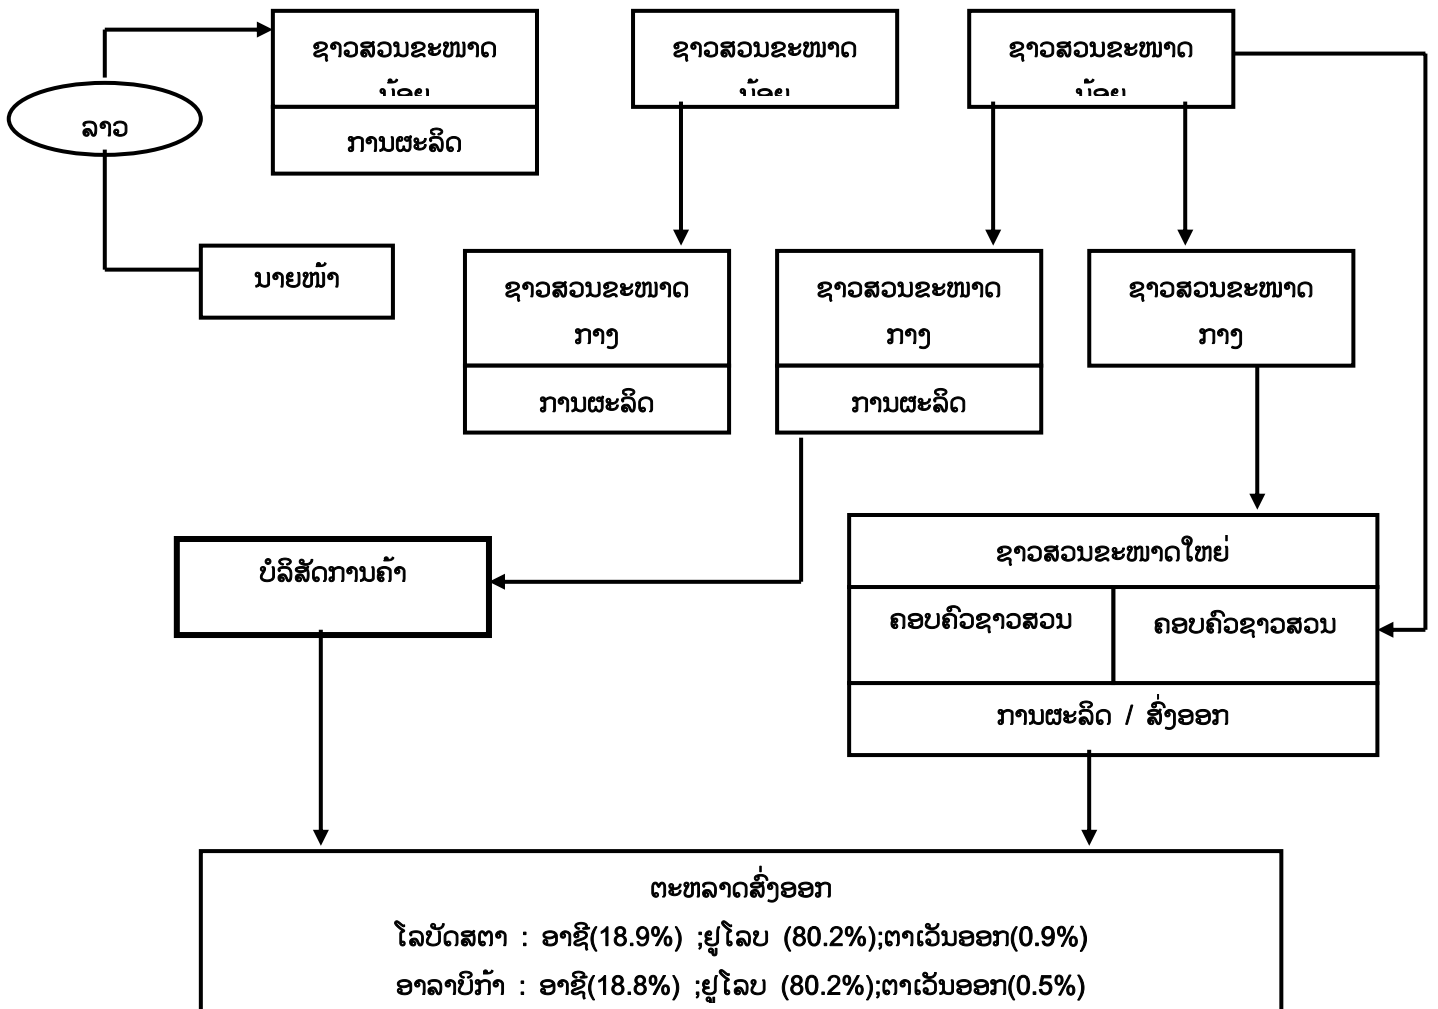 ຊາວສວນຂະໜາດ
ນ້ອຍ
ຊາວສວນຂະໜາດ
ນ້ອຍ
ຊາວສວນຂະໜາດ
ນ້ອຍ
ລາວ
ການຜະລິດ
ນາຍໜ້າ
ຊາວສວນຂະໜາດ
ກາງ
ການຜະລິດ
ຊາວສວນຂະໜາດ
ກາງ
ການຜະລິດ
ຊາວສວນຂະໜາດ
ກາງ
ບໍລິສັດການຄ້າ
ຊາວສວນຂະໜາດໃຫຍ່
ຄອບຄົວຊາວສວນ
ຄອບຄົວຊາວສວນ
ການຜະລິດ / ສົ່ງອອກ
ຕະຫລາດສົ່ງອອກ
ໂລບັດສຕາ : ອາຊີ(18.9%) ;ຢູໂລບ (80.2%);ຕາເວັນອອກ(0.9%)
ອາລາບິກ້າ : ອາຊີ(18.8%) ;ຢູໂລບ (80.2%);ຕາເວັນອອກ(0.5%)